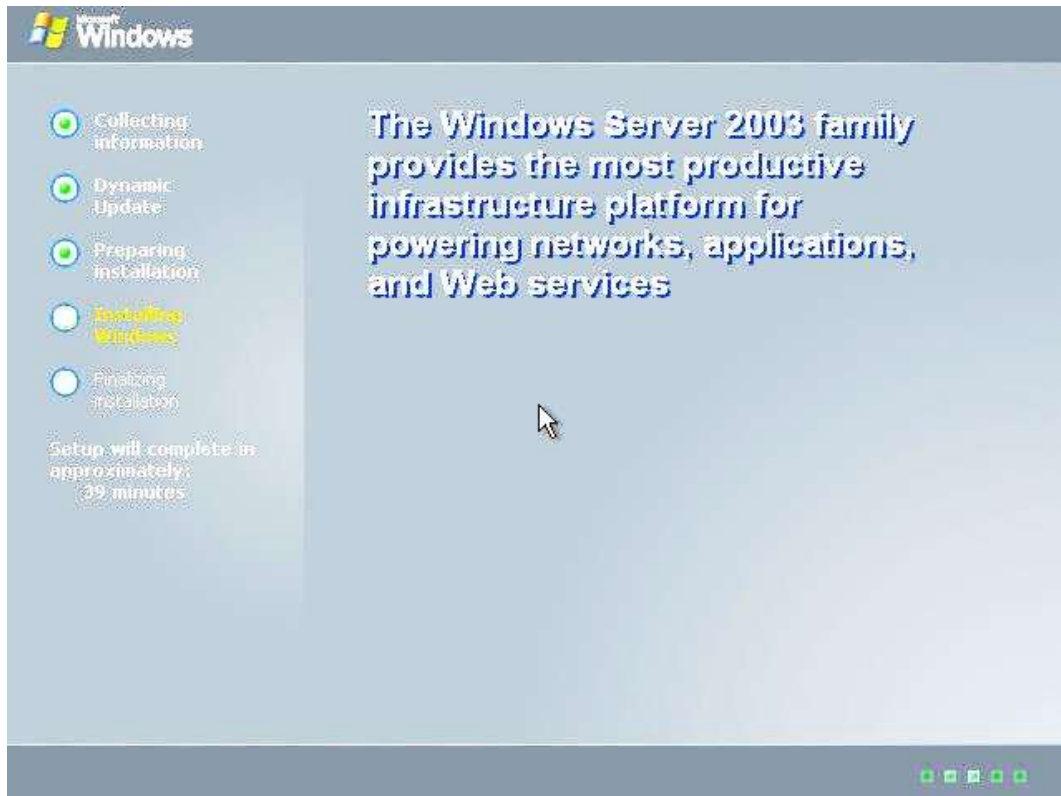 Microsoft
Windows
Collecting
information
Dynamic
Update
Preparing
installation
Installing
Windows
Finalizing
installation
Setup will complete in
approximately:
39 minutes
The Windows Server 2003 family
provides the most productive
infrastructure platform for
powering networks, applications,
and Web services